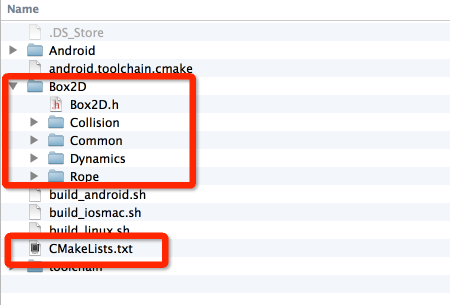 Name
.DS_Store
Android
android.toolchain.cmake
Box2D
Box2D.h
Collision
Common
Dynamics
Rope
build_android.sh
build_iosmac.sh
build_linux.sh
CMakeLists.txt
toolchain